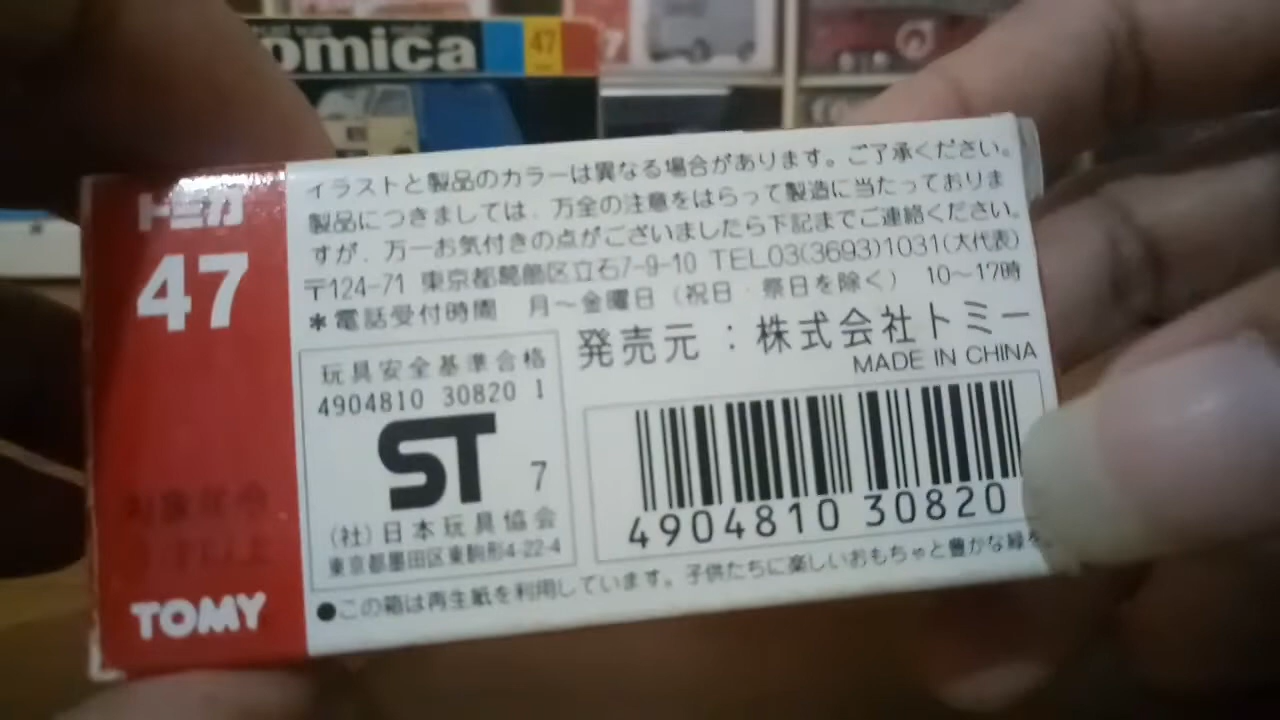 omica 47
イラストと製品のカラーは異なる場合があります。ご了承ください。
製品につきましては、万全の注意をはらって製造に当たっておりま
すが、万一お気付きの点がございましたら下記までご連絡ください。
〒124-71 東京都葛飾区立石7-9-10 TEL03(3693)1031(大代表)
*電話受付時間 月〜金曜日(祝日・祭日を除く) 10〜17時
発売元：株式会社トミー
MADE IN CHINA
トミカ
47
対象年令
TOMY
玩具安全基準合格
4904810 30820 1
ST 7
(社)日本玩具協会
東京都墨田区東駒形4-22-4
4904810 30820
●この箱は再生紙を利用しています。子供たちに楽しいおもちゃと豊かな緑を